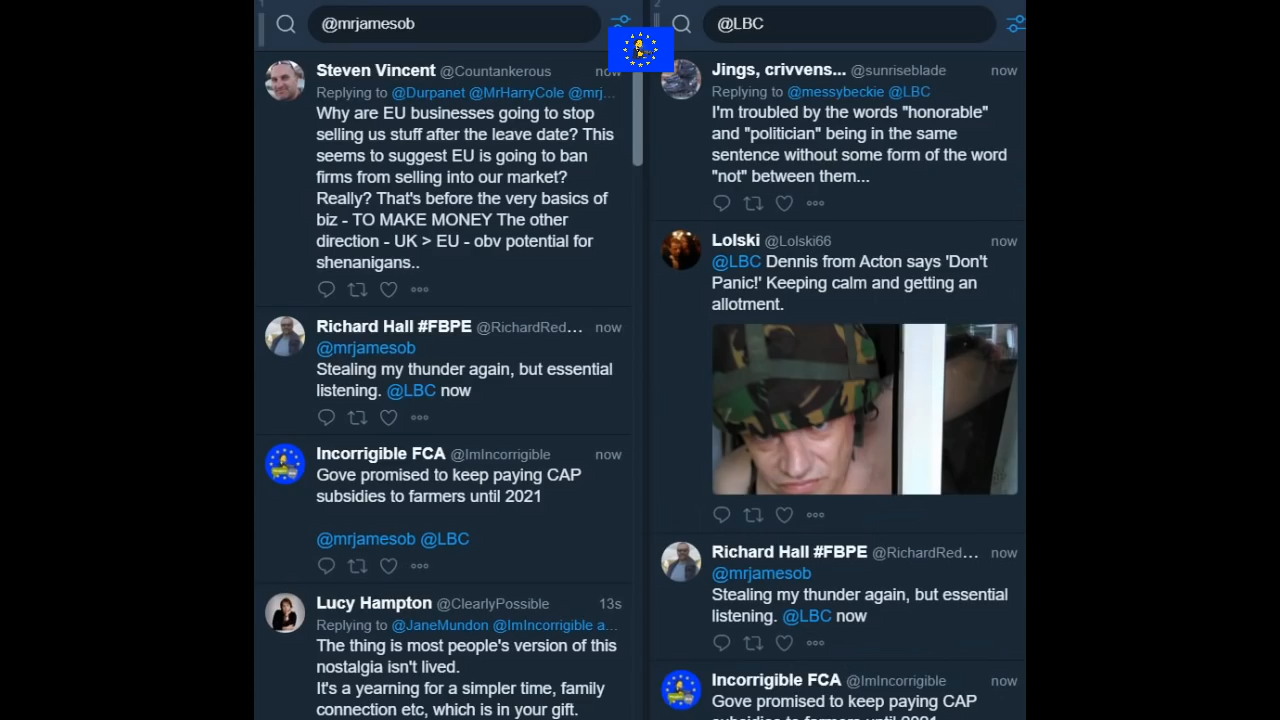 1
@mrjamesob
Steven Vincent @Countankerous now
Replying to @Durpanet @MrHarryCole @mrj...
Why are EU businesses going to stop
selling us stuff after the leave date? This
seems to suggest EU is going to ban
firms from selling into our market?
Really? That's before the very basics of
biz - TO MAKE MONEY The other
direction - UK > EU - obv potential for
shenanigans..
Richard Hall #FBPE @RichardRed... now
@mrjamesob
Stealing my thunder again, but essential
listening. @LBC now
Incorrigible FCA @ImIncorrigible now
Gove promised to keep paying CAP
subsidies to farmers until 2021
@mrjamesob @LBC
Lucy Hampton @ClearlyPossible 13s
Replying to @JaneMundon @ImIncorrigible a...
The thing is most people's version of this
nostalgia isn't lived.
It's a yearning for a simpler time, family
connection etc, which is in your gift.
2
@LBC
Jings, crivvens... @sunriseblade now
Replying to @messybeckie @LBC
I'm troubled by the words "honorable"
and "politician" being in the same
sentence without some form of the word
"not" between them...
Lolski @Lolski66 now
@LBC Dennis from Acton says 'Don't
Panic!' Keeping calm and getting an
allotment.
Richard Hall #FBPE @RichardRed... now
@mrjamesob
Stealing my thunder again, but essential
listening. @LBC now
Incorrigible FCA @ImIncorrigible now
Gove promised to keep paying CAP
subsidies to farmers until 2021